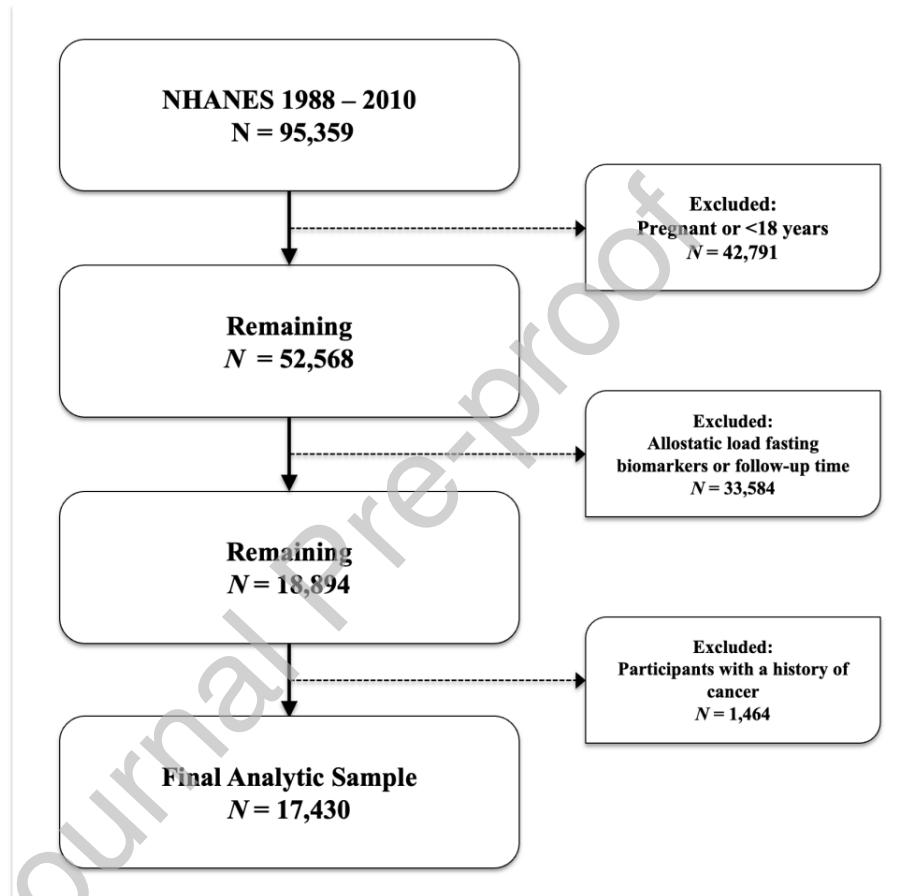 NHANES 1988 – 2010
N = 95,359
Excluded:
Pregnant or <18 years
N = 42,791
Remaining
N = 52,568
Excluded:
Allostatic load fasting
biomarkers or follow-up time
N = 33,584
Remaining
N = 18,894
Excluded:
Participants with a history of
cancer
N = 1,464
Final Analytic Sample
N = 17,430
ournal Pre-proof